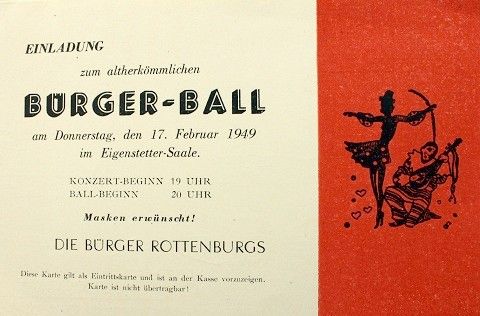 EINLADUNG
zum altherkömmlichen
BÜRGER-BALL
am Donnerstag, den 17. Februar 1949
im Eigenstetter-Saale.
KONZERT-BEGINN 19 UHR
BALL-BEGINN 20 UHR
Masken erwünscht!
DIE BÜRGER ROTTENBURGS
Diese Karte gilt als Eintrittskarte und ist an der Kasse vorzuzeigen.
Karte ist nicht übertragbar!